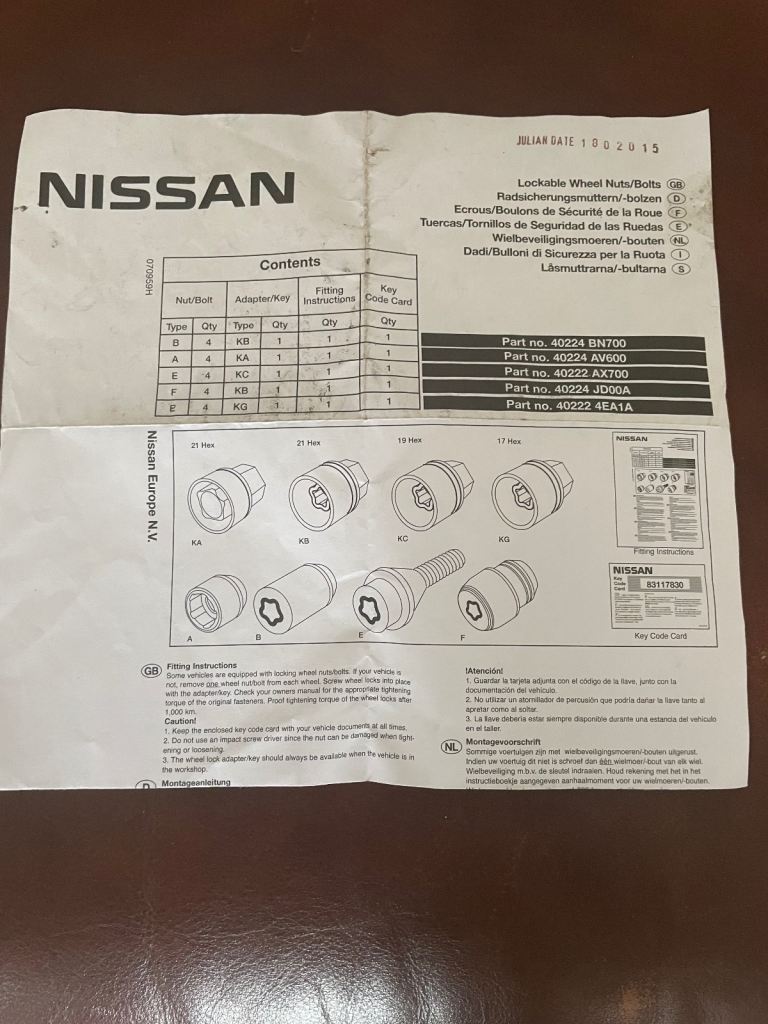 JULIAN DATE 1802015
NISSAN
Lockable Wheel Nuts/Bolts GB
Radsicherungsmuttern/-bolzen D
Ecrous/Boulons de Sécurité de la Roue F
Tuercas/Tornillos de Seguridad de las Ruedas E
Wielbeveiligingsmoeren/-bouten NL
Dadi/Bulloni di Sicurezza per la Ruota I
Låsmuttrarna/-bultarna S
070959H
Contents
Nut/Bolt Adapter/Key Fitting Instructions Key Code Card
Type Qty Type Qty Qty Qty
B 4 KB 1 1 1 Part no. 40224 BN700
A 4 KA 1 1 1 Part no. 40224 AV600
E 4 KC 1 1 1 Part no. 40222 AX700
F 4 KB 1 1 1 Part no. 40224 JD00A
E 4 KG 1 1 1 Part no. 40222 4EA1A
Nissan Europe N.V.
21 Hex 21 Hex 19 Hex 17 Hex NISSAN
KA KB KC KG
Fitting Instructions
NISSAN
Key Code Card 83117830
A B E F
Key Code Card
GB Fitting Instructions
Some vehicles are equipped with locking wheel nuts/bolts. If your vehicle is
not, remove one wheel nut/bolt from each wheel. Screw wheel locks into place
with the adapter/key. Check your owners manual for the appropriate tightening
torque of the original fasteners. Proof tightening torque of the wheel locks after
1,000 km.
Caution!
1. Keep the enclosed key code card with your vehicle documents at all times.
2. Do not use an impact screw driver since the nut can be damaged when tight-
ening or loosening.
3. The wheel lock adapter/key should always be available when the vehicle is in
the workshop.
D Montageanleitung
!Atención!
1. Guardar la tarjeta adjunta con el código de la llave, junto con la
documentación del vehículo.
2. No utilizar un atornillador de percusión que podría dañar la llave tanto al
apretar como al soltar.
3. La llave debería estar siempre disponible durante una estancia del vehículo
en el taller.
NL Montagevoorschrift
Sommige voertuigen zijn met wielbeveiligingsmoeren/-bouten uitgerust.
Indien uw voertuig dit niet is schroef dan één wielmoer/-bout van elk wiel.
Wielbeveiliging m.b.v. de sleutel indraaien. Houd rekening met het in het
instructieboekje aangegeven aanhaalmoment voor uw wielmoeren/-bouten.